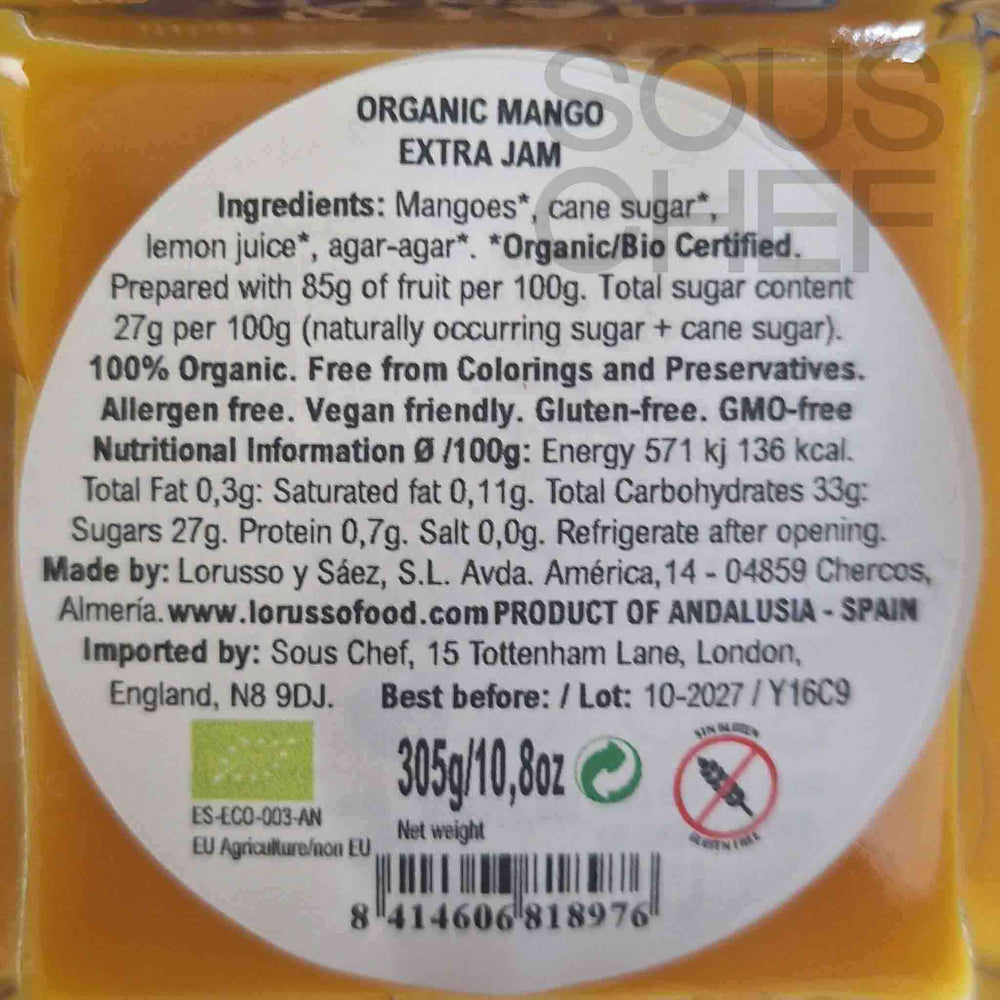 SOUS
CHEF
ORGANIC MANGO
EXTRA JAM
Ingredients: Mangoes*, cane sugar*,
lemon juice*, agar-agar*. *Organic/Bio Certified.
Prepared with 85g of fruit per 100g. Total sugar content
27g per 100g (naturally occurring sugar + cane sugar).
100% Organic. Free from Colorings and Preservatives.
Allergen free. Vegan friendly. Gluten-free. GMO-free
Nutritional Information Ø /100g: Energy 571 kj 136 kcal.
Total Fat 0,3g: Saturated fat 0,11g. Total Carbohydrates 33g:
Sugars 27g. Protein 0,7g. Salt 0,0g. Refrigerate after opening.
Made by: Lorusso y Sáez, S.L. Avda. América,14 - 04859 Chercos,
Almería. www.lorussofood.com PRODUCT OF ANDALUSIA - SPAIN
Imported by: Sous Chef, 15 Tottenham Lane, London,
England, N8 9DJ. Best before: / Lot: 10-2027 / Y16C9
305g/10,8oz
Net weight
SIN GLUTEN
GLUTEN FREE
ES-ECO-003-AN
EU Agriculture/non EU
8 414606 818976